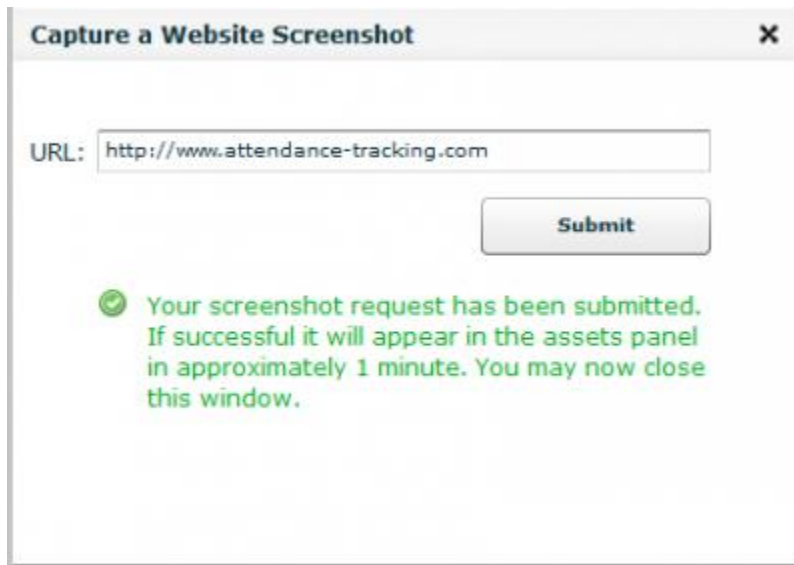 Capture a Website Screenshot
URL: http://www.attendance-tracking.com
Submit
Your screenshot request has been submitted.
If successful it will appear in the assets panel
in approximately 1 minute. You may now close
this window.